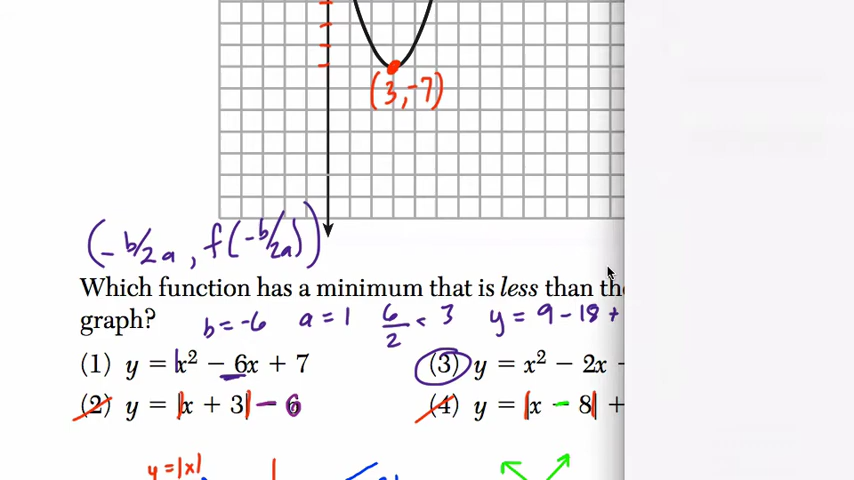 (3,-7)
(-b/2a, f(-b/2a))
Which function has a minimum that is less than the
graph?
b=-6 a=1 6/2 = 3 y = 9-18+
(1) y = x² − 6x + 7
(3) y = x² − 2x −
(2) y = |x + 3| − 6
(4) y = |x − 8| +
y=|x|